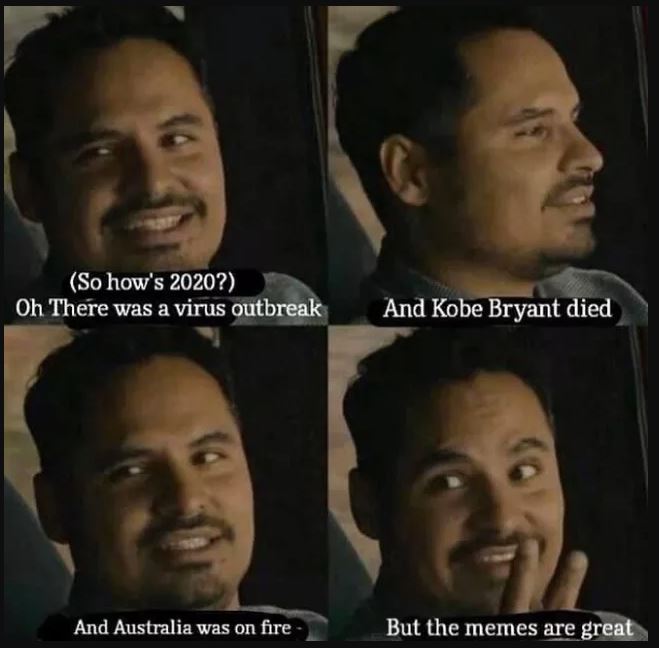 (So how's 2020?)
Oh There was a virus outbreak
And Kobe Bryant died
And Australia was on fire -
But the memes are great